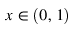 x ∈ (0, 1)